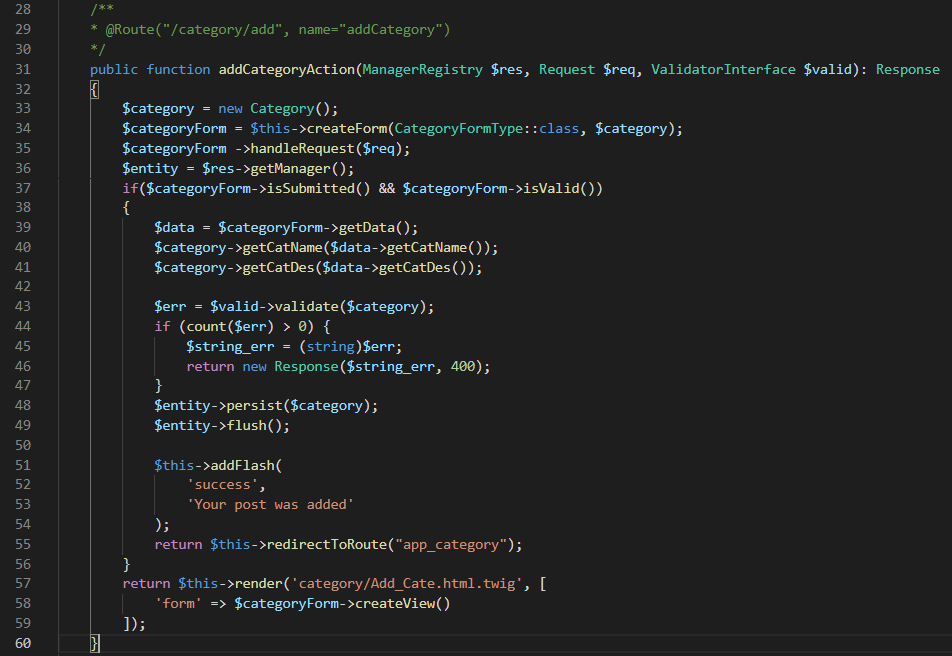 28 /**
29 * @Route("/category/add", name="addCategory")
30 */
31 public function addCategoryAction(ManagerRegistry $res, Request $req, ValidatorInterface $valid): Response
32 {
33 $category = new Category();
34 $categoryForm = $this->createForm(CategoryFormType::class, $category);
35 $categoryForm ->handleRequest($req);
36 $entity = $res->getManager();
37 if($categoryForm->isSubmitted() && $categoryForm->isValid())
38 {
39 $data = $categoryForm->getData();
40 $category->getCatName($data->getCatName());
41 $category->getCatDes($data->getCatDes());
42
43 $err = $valid->validate($category);
44 if (count($err) > 0) {
45 $string_err = (string)$err;
46 return new Response($string_err, 400);
47 }
48 $entity->persist($category);
49 $entity->flush();
50
51 $this->addFlash(
52 'success',
53 'Your post was added'
54 );
55 return $this->redirectToRoute("app_category");
56 }
57 return $this->render('category/Add_Cate.html.twig', [
58 'form' => $categoryForm->createView()
59 ]);
60 }